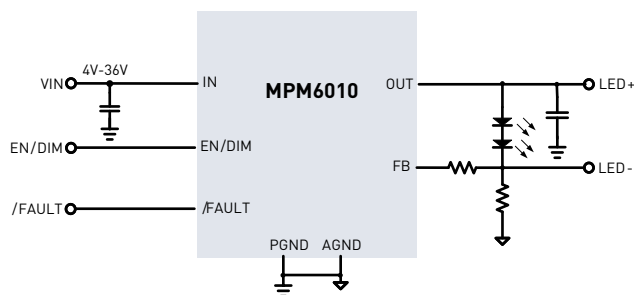 4V-36V
VIN
IN
MPM6010
OUT
LED+
EN/DIM
EN/DIM
FB
LED-
/FAULT
/FAULT
PGND
AGND